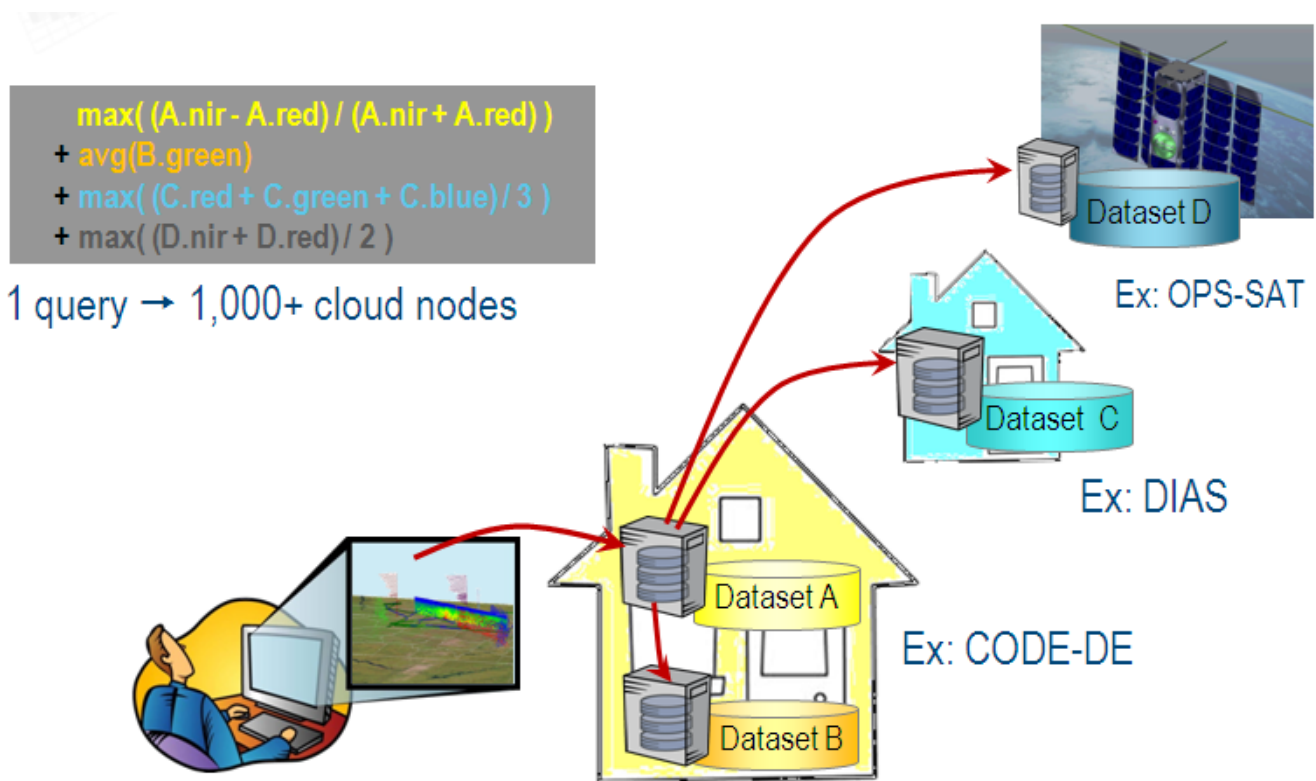 max( (A.nir - A.red) / (A.nir + A.red) )
+ avg(B.green)
+ max( (C.red + C.green + C.blue) / 3 )
+ max( (D.nir + D.red) / 2 )
1 query → 1,000+ cloud nodes
Dataset D
Ex: OPS-SAT
Dataset C
Ex: DIAS
Dataset A
Ex: CODE-DE
Dataset B